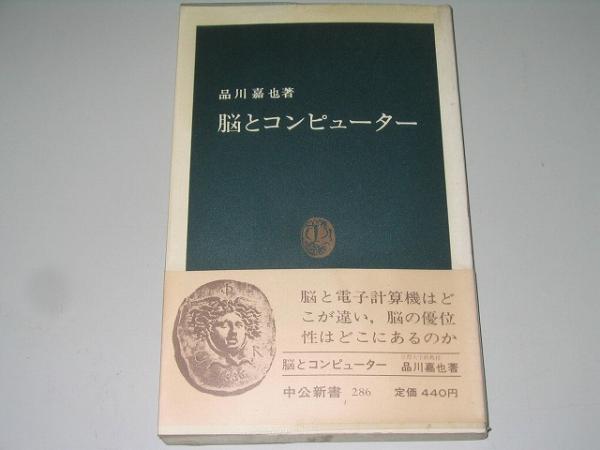 品川嘉也著
脳とコンピューター
脳と電子計算機はど
こが違い，脳の優位
性はどこにあるのか
脳とコンピューター 品川嘉也著
中公新書 286 定価 440円